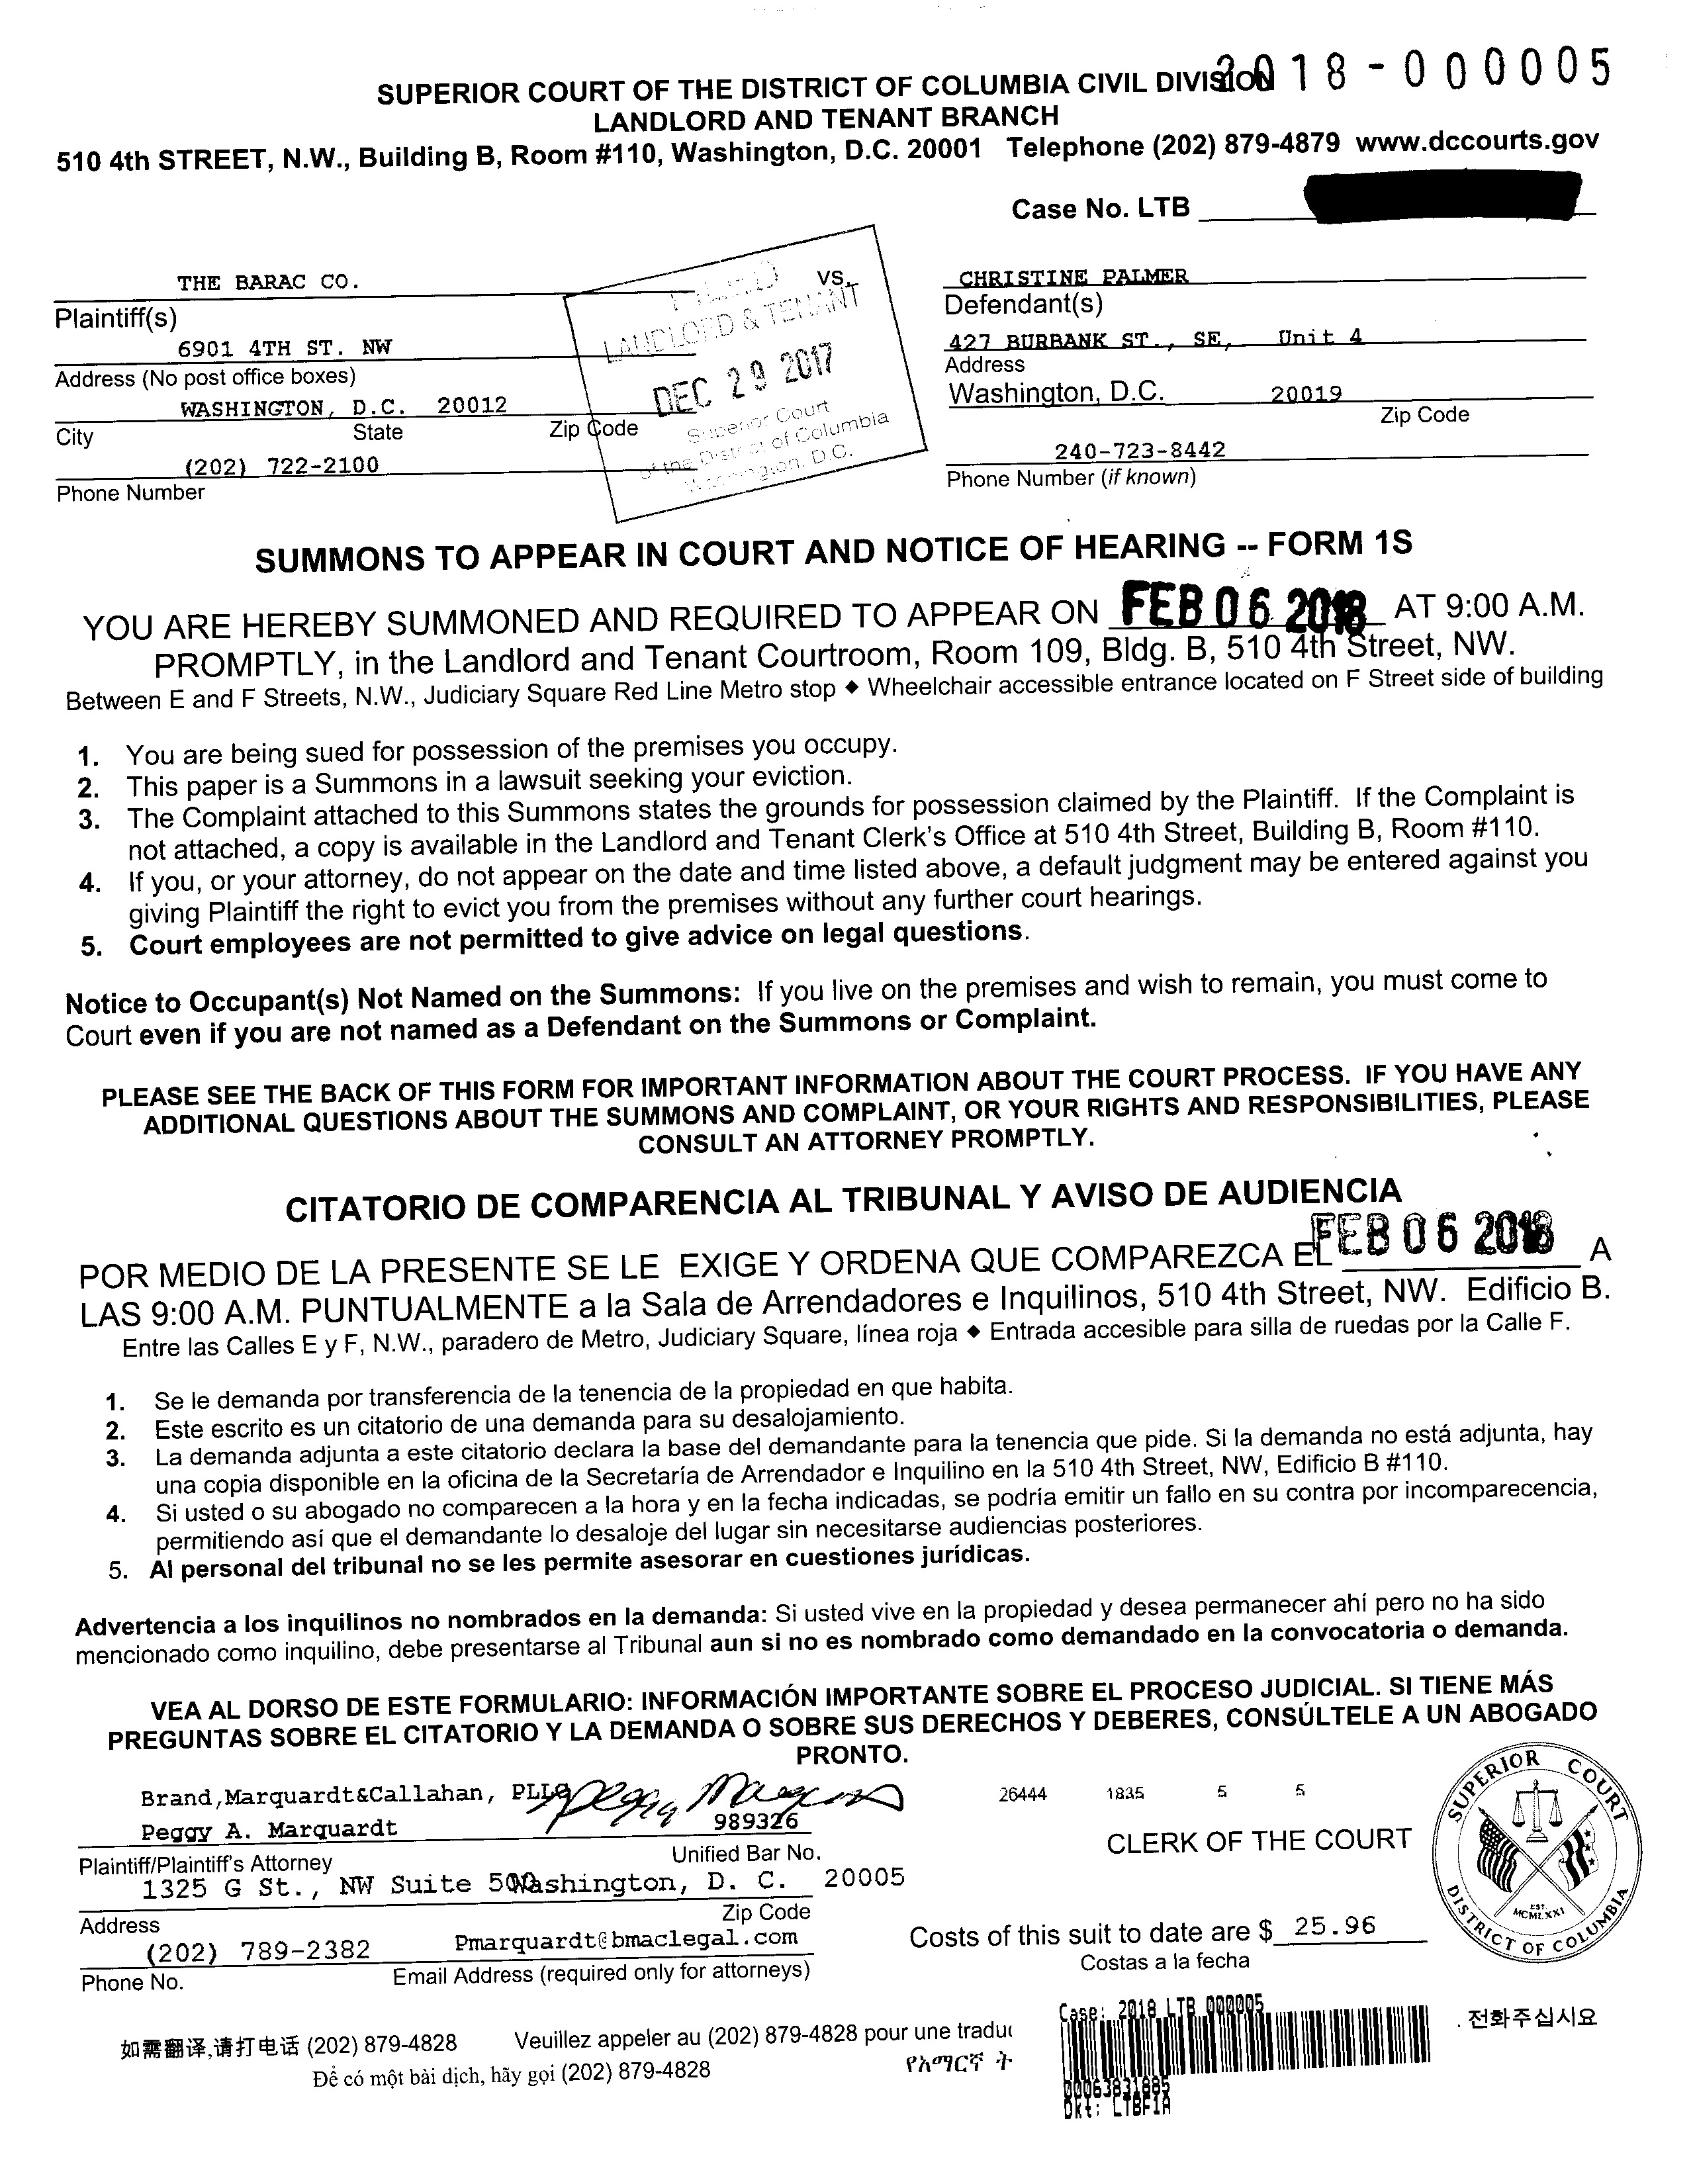 2018-000005
SUPERIOR COURT OF THE DISTRICT OF COLUMBIA CIVIL DIVISION
LANDLORD AND TENANT BRANCH
510 4th STREET, N.W., Building B, Room #110, Washington, D.C. 20001 Telephone (202) 879-4879 www.dccourts.gov
Case No. LTB
THE BARAC CO. VS. CHRISTINE PALMER
Plaintiff(s) Defendant(s)
6901 4TH ST. NW 427 BURBANK ST., SE, Unit 4
Address (No post office boxes) Address
WASHINGTON, D.C. 20012 Washington, D.C. 20019
City State Zip Code Zip Code
(202) 722-2100 240-723-8442
Phone Number Phone Number (if known)
FILED
LANDLORD & TENANT
DEC 29 2017
Superior Court
of the District of Columbia
Washington, D.C.
SUMMONS TO APPEAR IN COURT AND NOTICE OF HEARING -- FORM 1S
YOU ARE HEREBY SUMMONED AND REQUIRED TO APPEAR ON FEB 06 2018 AT 9:00 A.M.
PROMPTLY, in the Landlord and Tenant Courtroom, Room 109, Bldg. B, 510 4th Street, NW.
Between E and F Streets, N.W., Judiciary Square Red Line Metro stop ♦ Wheelchair accessible entrance located on F Street side of building
1. You are being sued for possession of the premises you occupy.
2. This paper is a Summons in a lawsuit seeking your eviction.
3. The Complaint attached to this Summons states the grounds for possession claimed by the Plaintiff. If the Complaint is
not attached, a copy is available in the Landlord and Tenant Clerk's Office at 510 4th Street, Building B, Room #110.
4. If you, or your attorney, do not appear on the date and time listed above, a default judgment may be entered against you
giving Plaintiff the right to evict you from the premises without any further court hearings.
5. Court employees are not permitted to give advice on legal questions.
Notice to Occupant(s) Not Named on the Summons: If you live on the premises and wish to remain, you must come to
Court even if you are not named as a Defendant on the Summons or Complaint.
PLEASE SEE THE BACK OF THIS FORM FOR IMPORTANT INFORMATION ABOUT THE COURT PROCESS. IF YOU HAVE ANY
ADDITIONAL QUESTIONS ABOUT THE SUMMONS AND COMPLAINT, OR YOUR RIGHTS AND RESPONSIBILITIES, PLEASE
CONSULT AN ATTORNEY PROMPTLY.
CITATORIO DE COMPARENCIA AL TRIBUNAL Y AVISO DE AUDIENCIA
POR MEDIO DE LA PRESENTE SE LE EXIGE Y ORDENA QUE COMPAREZCA EL FEB 06 2018 A
LAS 9:00 A.M. PUNTUALMENTE a la Sala de Arrendadores e Inquilinos, 510 4th Street, NW. Edificio B.
Entre las Calles E y F, N.W., paradero de Metro, Judiciary Square, línea roja ♦ Entrada accesible para silla de ruedas por la Calle F.
1. Se le demanda por transferencia de la tenencia de la propiedad en que habita.
2. Este escrito es un citatorio de una demanda para su desalojamiento.
3. La demanda adjunta a este citatorio declara la base del demandante para la tenencia que pide. Si la demanda no está adjunta, hay
una copia disponible en la oficina de la Secretaría de Arrendador e Inquilino en la 510 4th Street, NW, Edificio B #110.
4. Si usted o su abogado no comparecen a la hora y en la fecha indicadas, se podría emitir un fallo en su contra por incomparecencia,
permitiendo así que el demandante lo desaloje del lugar sin necesitarse audiencias posteriores.
5. Al personal del tribunal no se les permite asesorar en cuestiones jurídicas.
Advertencia a los inquilinos no nombrados en la demanda: Si usted vive en la propiedad y desea permanecer ahí pero no ha sido
mencionado como inquilino, debe presentarse al Tribunal aun si no es nombrado como demandado en la convocatoria o demanda.
VEA AL DORSO DE ESTE FORMULARIO: INFORMACIÓN IMPORTANTE SOBRE EL PROCESO JUDICIAL. SI TIENE MÁS
PREGUNTAS SOBRE EL CITATORIO Y LA DEMANDA O SOBRE SUS DERECHOS Y DEBERES, CONSÚLTELE A UN ABOGADO
PRONTO.
Brand,Marquardt&Callahan, PLLC 26444 1835 5 5
Peggy A. Marquardt 989326
Plaintiff/Plaintiff's Attorney Unified Bar No.
CLERK OF THE COURT
1325 G St., NW Suite 500 Washington, D. C. 20005
Address Zip Code
(202) 789-2382 Pmarquardt@bmaclegal.com
Phone No. Email Address (required only for attorneys)
Costs of this suit to date are $ 25.96
Costas a la fecha
SUPERIOR COURT
EST.
MCMLXXI
DISTRICT OF COLUMBIA
如需翻译,请打电话 (202) 879-4828 Veuillez appeler au (202) 879-4828 pour une traduc
Để có một bài dịch, hãy gọi (202) 879-4828 የአማርኛ ት
. 전화주십시요
Case: 2018 LTB 000005
00063831885
Dkt: LTBF1A